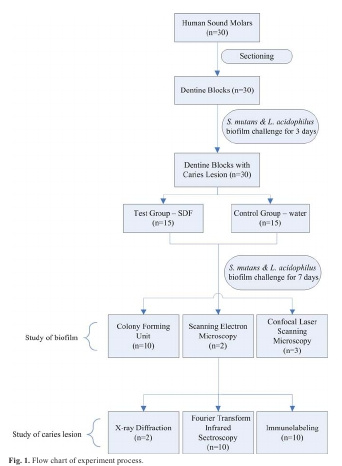 Human Sound Molars
(n=30)
Sectioning
Dentine Blocks (n=30)
S. mutans & L. acidophilus
biofilm challenge for 3 days
Dentine Blocks with
Caries Lesion (n=30)
Test Group – SDF
(n=15)
Control Group – water
(n=15)
S. mutans & L. acidophilus
biofilm challenge for 7 days
Study of biofilm
Colony Forming
Unit
(n=10)
Scanning Electron
Microscopy
(n=2)
Confocal Laser
Scanning
Microscopy
(n=3)
Study of caries lesion
X-ray Diffraction
(n=2)
Fourier Transform
Infrared
Sectroscopy
(n=10)
Immunolabeling
(n=10)
Fig. 1. Flow chart of experiment process.